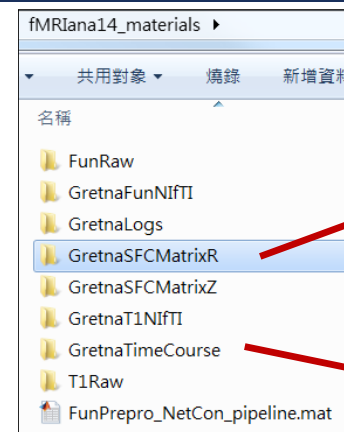 fMRIana14_materials
共用對象 燒錄 新增資料
名稱
FunRaw
GretnaFunNIfTI
GretnaLogs
GretnaSFCMatrixR
GretnaSFCMatrixZ
GretnaT1NIfTI
GretnaTimeCourse
T1Raw
FunPrepro_NetCon_pipeline.mat